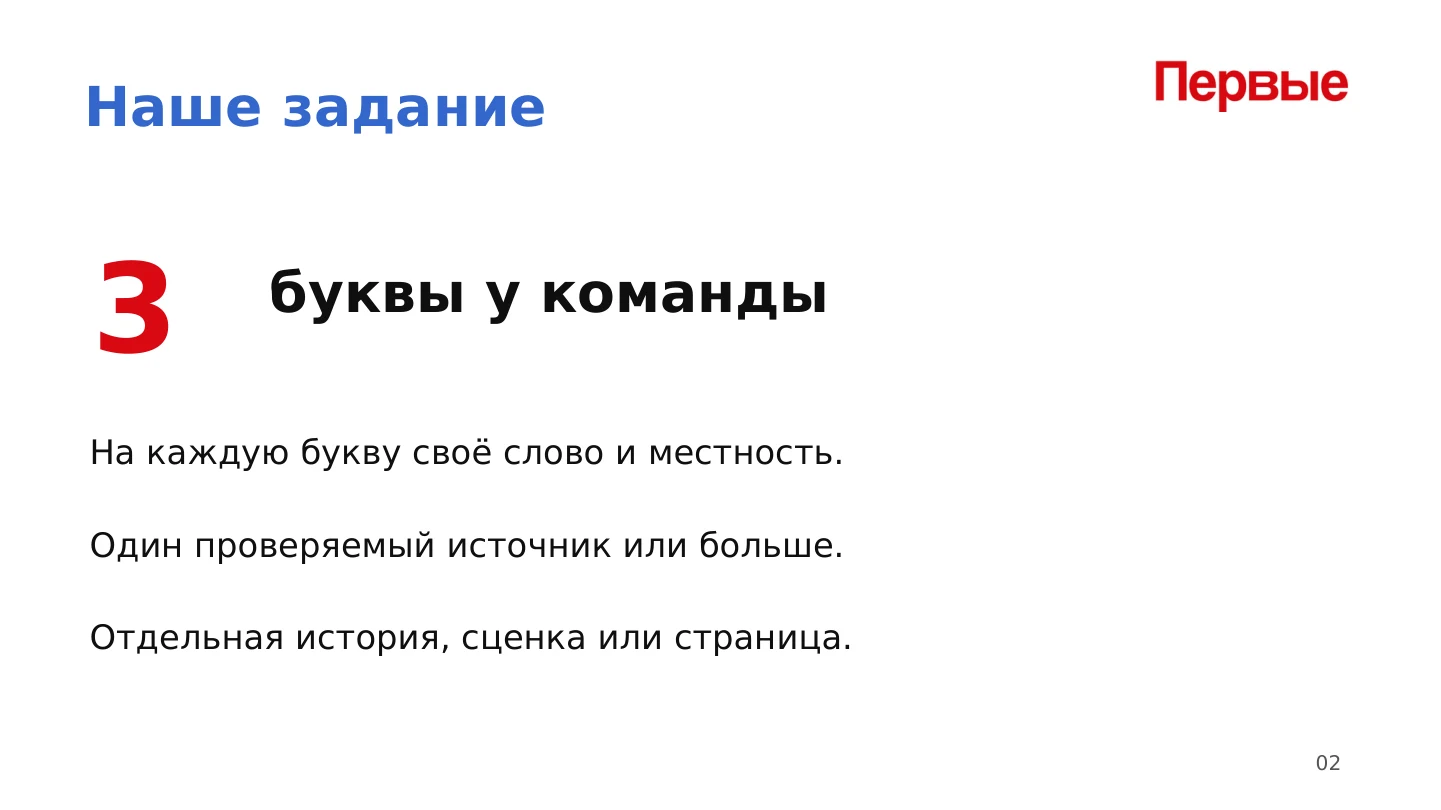 Наше задание
Первые
3 буквы у команды
На каждую букву своё слово и местность.
Один проверяемый источник или больше.
Отдельная история, сценка или страница.
02